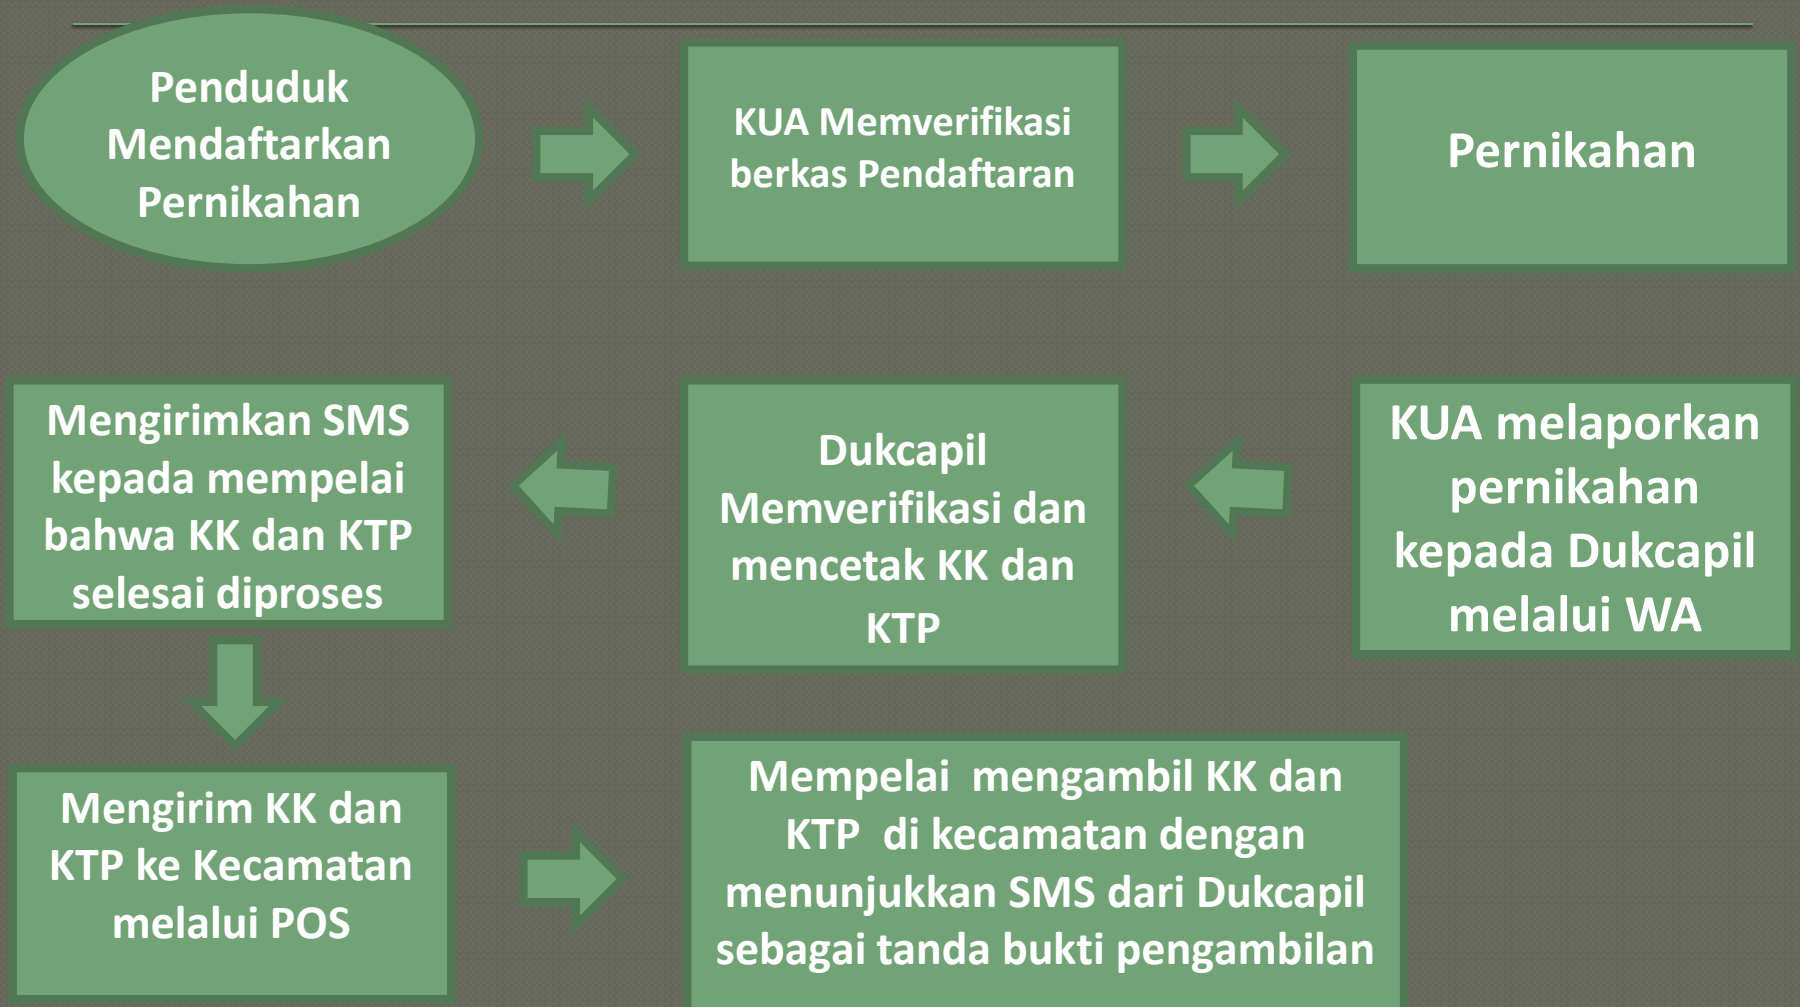 Penduduk
Mendaftarkan
Pernikahan
KUA Memverifikasi
berkas Pendaftaran
Pernikahan
KUA melaporkan
pernikahan
kepada Dukcapil
melalui WA
Dukcapil
Memverifikasi dan
mencetak KK dan
KTP
Mengirimkan SMS
kepada mempelai
bahwa KK dan KTP
selesai diproses
Mengirim KK dan
KTP ke Kecamatan
melalui POS
Mempelai mengambil KK dan
KTP di kecamatan dengan
menunjukkan SMS dari Dukcapil
sebagai tanda bukti pengambilan